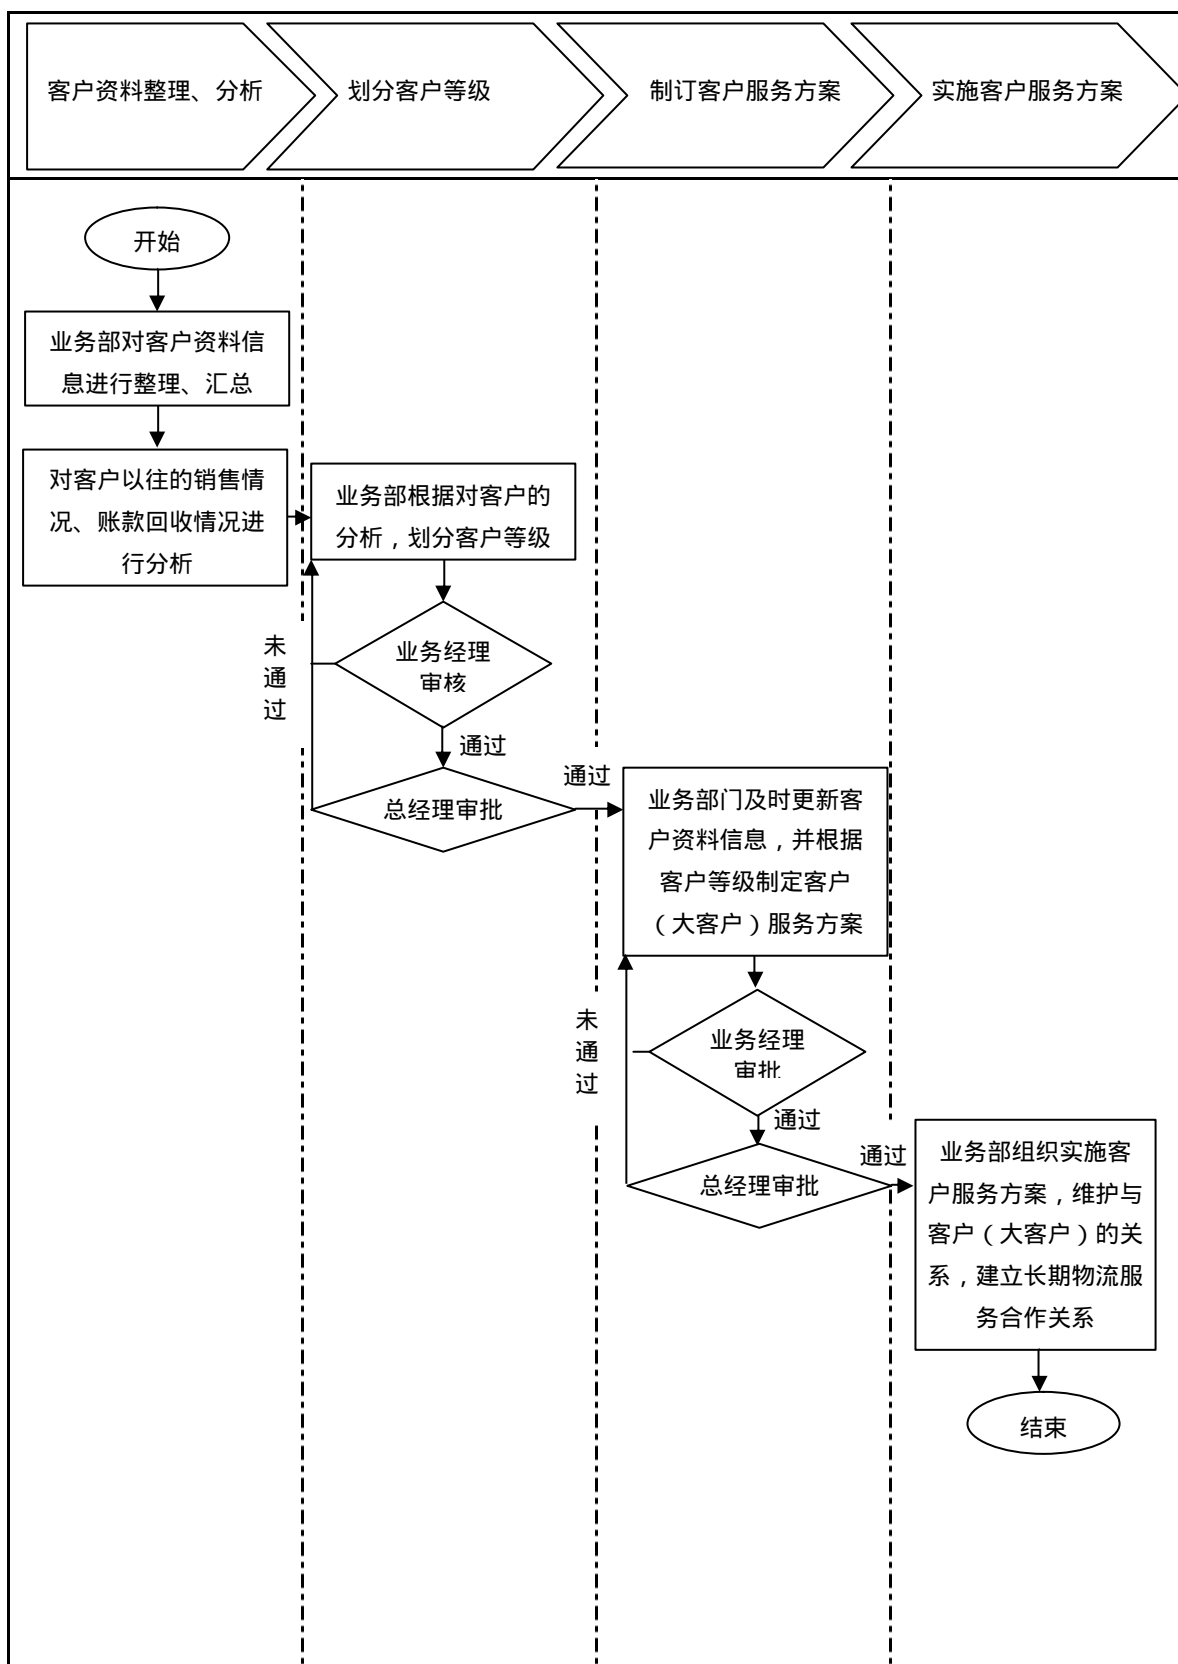 客户资料整理、分析
划分客户等级
制订客户服务方案
实施客户服务方案
开始
业务部对客户资料信
息进行整理、汇总
对客户以往的销售情
况、账款回收情况进
行分析
业务部根据对客户的
分析，划分客户等级
未
通
过
业务经理
审核
通过
总经理审批
通过
业务部门及时更新客
户资料信息，并根据
客户等级制定客户
（大客户）服务方案
未
通
过
业务经理
审批
通过
总经理审批
通过
业务部组织实施客
户服务方案，维护与
客户（大客户）的关
系，建立长期物流服
务合作关系
结束